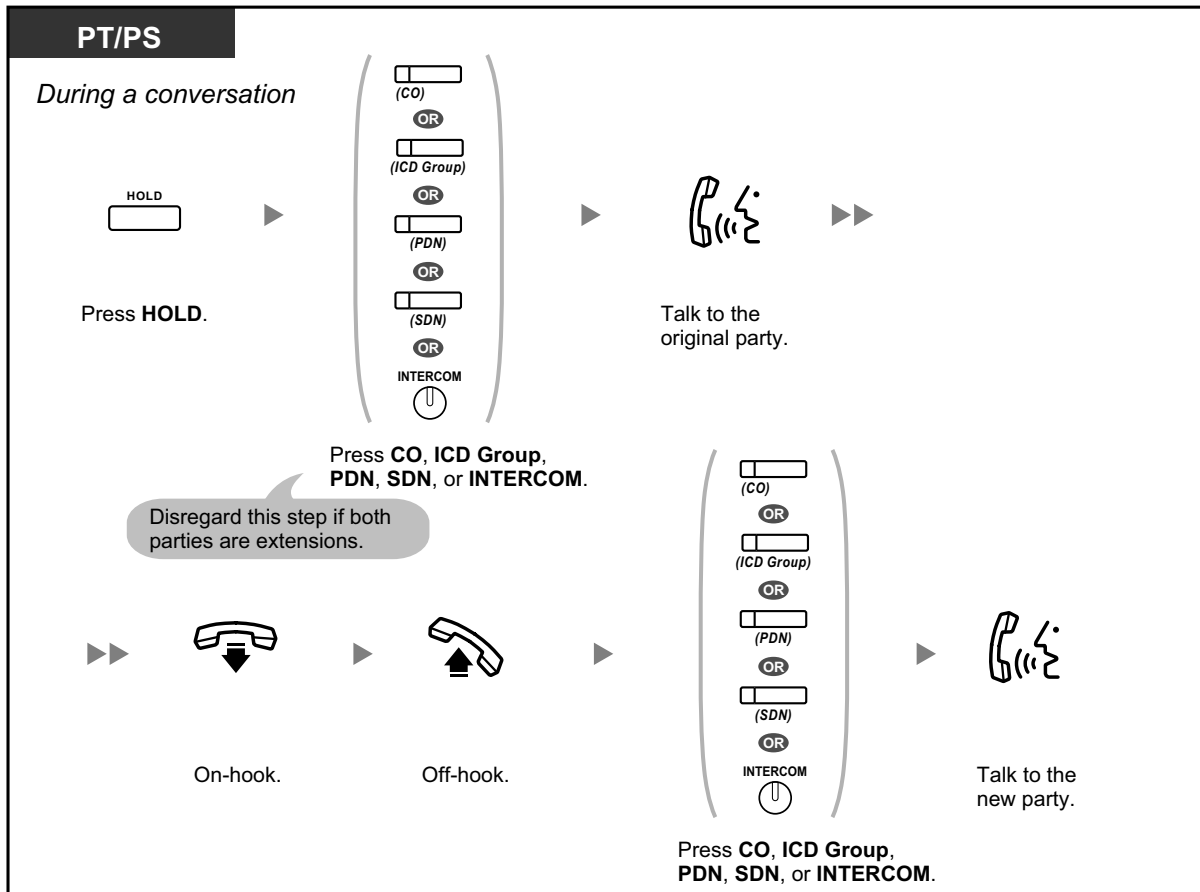 PT/PS
During a conversation
HOLD
Press HOLD.
(CO)
OR
(ICD Group)
OR
(PDN)
OR
(SDN)
OR
INTERCOM
Press CO, ICD Group,
PDN, SDN, or INTERCOM.
Disregard this step if both
parties are extensions.
Talk to the
original party.
On-hook.
Off-hook.
(CO)
OR
(ICD Group)
OR
(PDN)
OR
(SDN)
OR
INTERCOM
Press CO, ICD Group,
PDN, SDN, or INTERCOM.
Talk to the
new party.